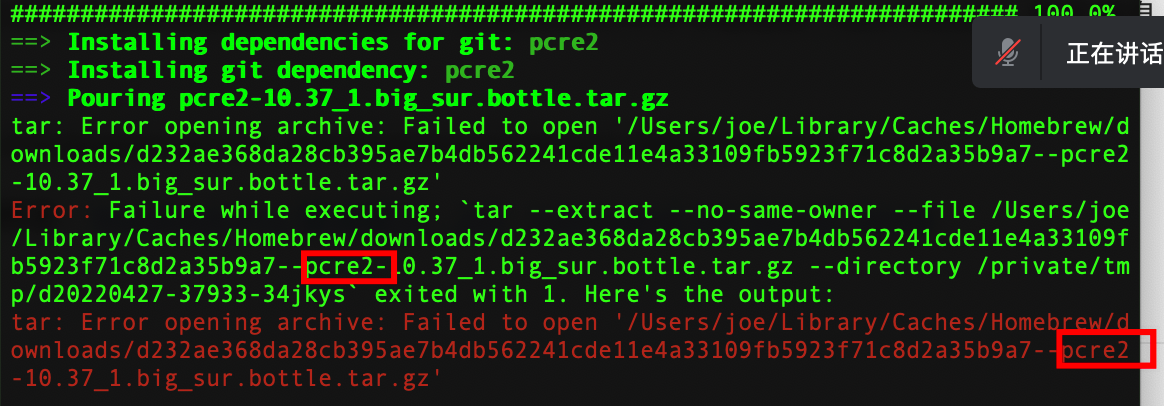 ######################################################################## 100.0%
==> Installing dependencies for git: pcre2
正在讲话
==> Installing git dependency: pcre2
==> Pouring pcre2-10.37_1.big_sur.bottle.tar.gz
tar: Error opening archive: Failed to open '/Users/joe/Library/Caches/Homebrew/d
ownloads/d232ae368da28cb395ae7b4db562241cde11e4a33109fb5923f71c8d2a35b9a7--pcre2
-10.37_1.big_sur.bottle.tar.gz'
Error: Failure while executing; `tar --extract --no-same-owner --file /Users/joe
/Library/Caches/Homebrew/downloads/d232ae368da28cb395ae7b4db562241cde11e4a33109f
b5923f71c8d2a35b9a7--pcre2-10.37_1.big_sur.bottle.tar.gz --directory /private/tm
p/d20220427-37933-34jkys` exited with 1. Here's the output:
tar: Error opening archive: Failed to open '/Users/joe/Library/Caches/Homebrew/d
ownloads/d232ae368da28cb395ae7b4db562241cde11e4a33109fb5923f71c8d2a35b9a7--pcre2
-10.37_1.big_sur.bottle.tar.gz'